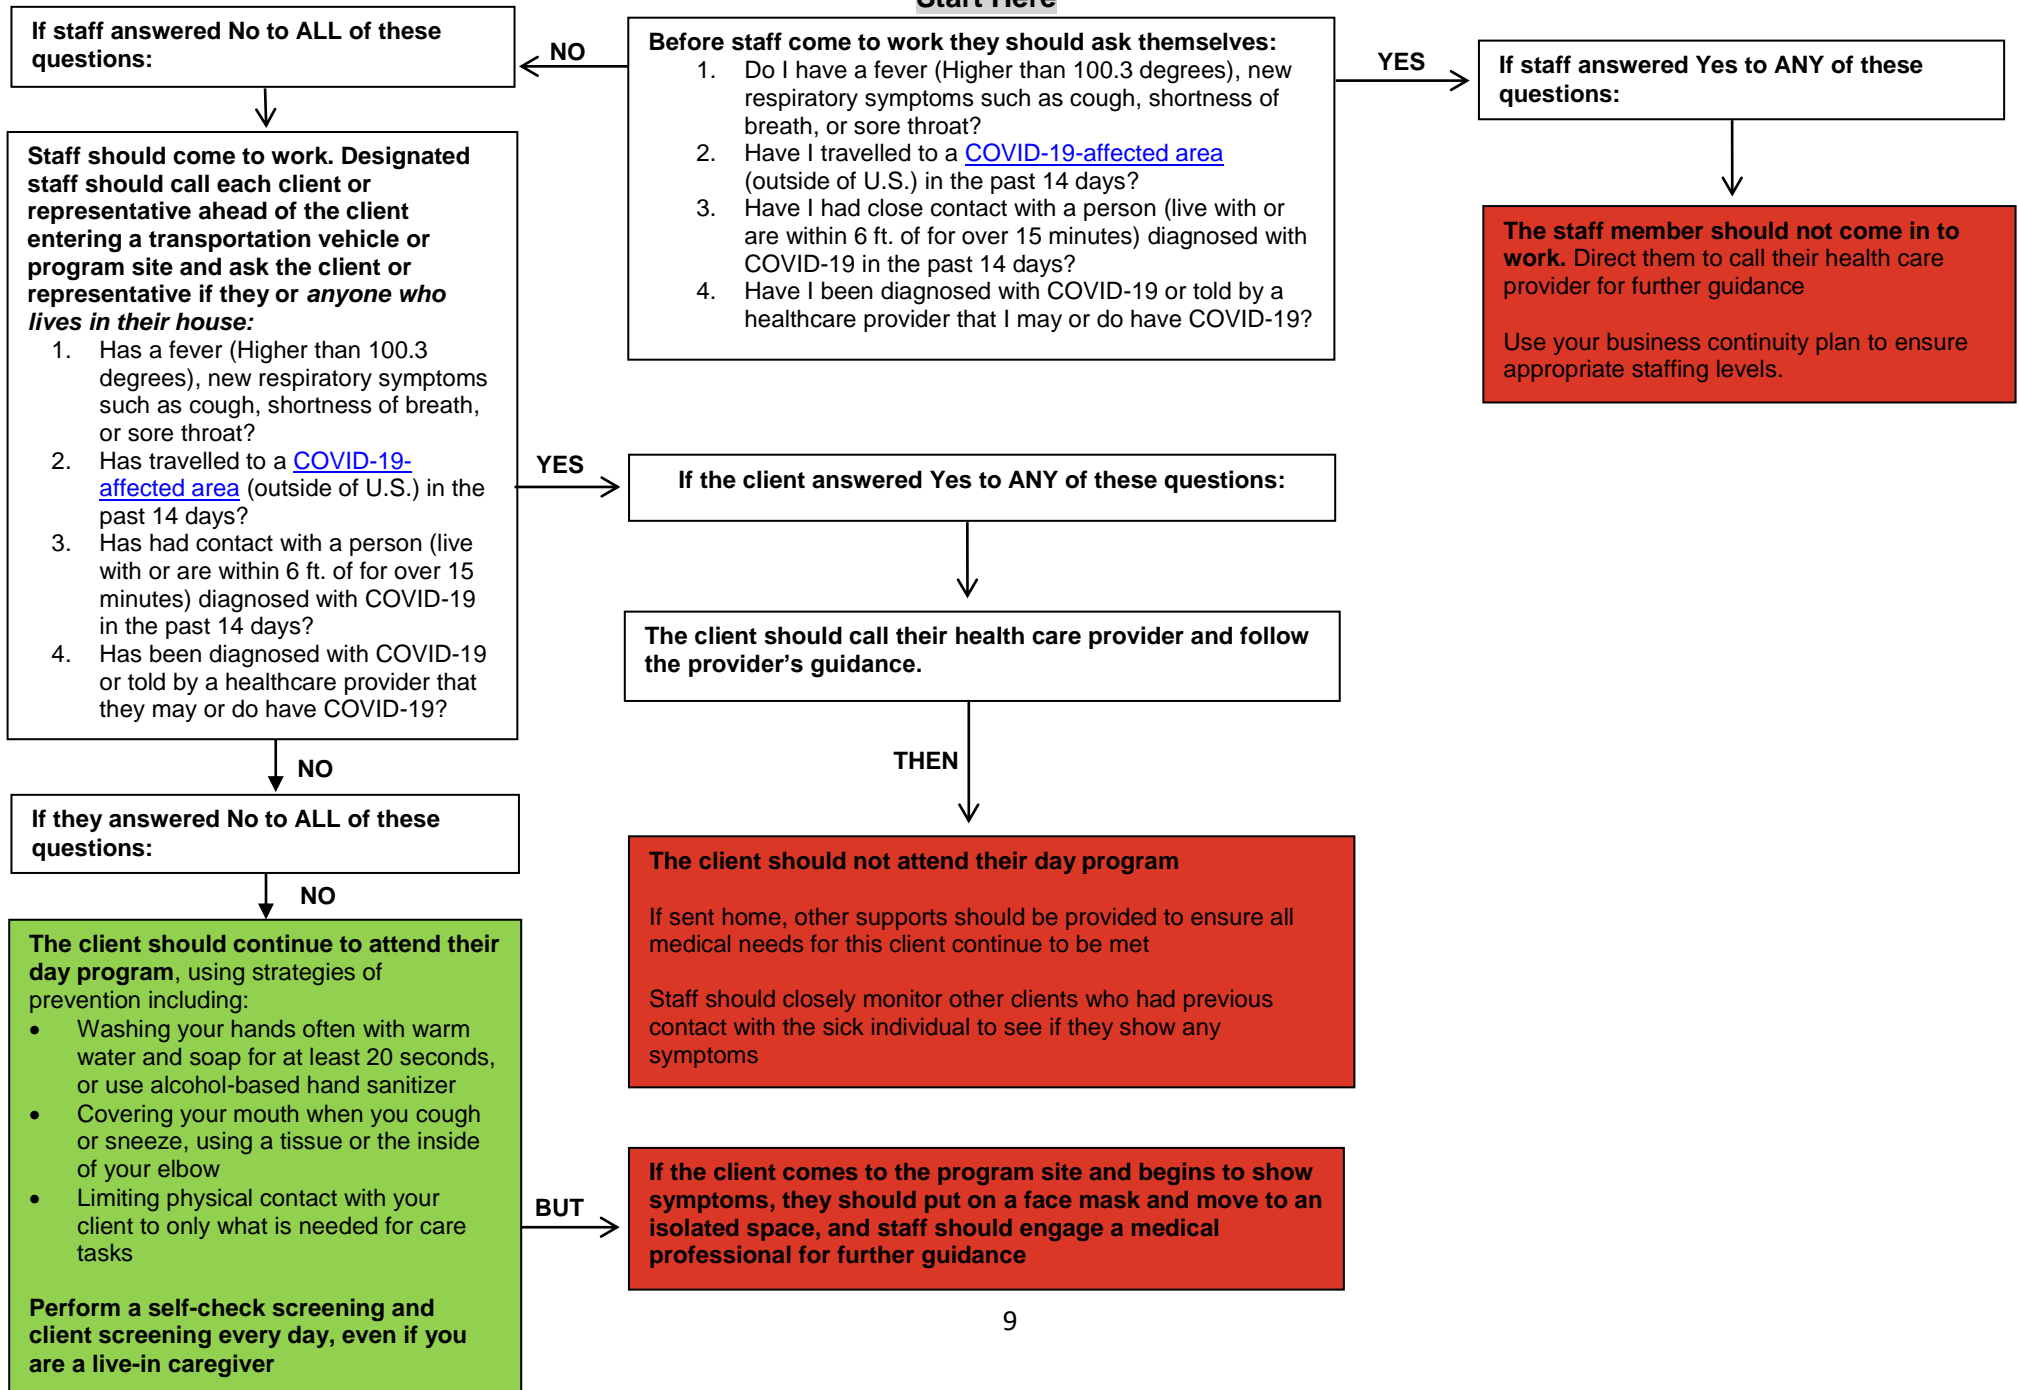 Start Here
Before staff come to work they should ask themselves:
1. Do I have a fever (Higher than 100.3 degrees), new
respiratory symptoms such as cough, shortness of
breath, or sore throat?
2. Have I travelled to a COVID-19-affected area
(outside of U.S.) in the past 14 days?
3. Have I had close contact with a person (live with or
are within 6 ft. of for over 15 minutes) diagnosed with
COVID-19 in the past 14 days?
4. Have I been diagnosed with COVID-19 or told by a
healthcare provider that I may or do have COVID-19?
YES
If staff answered Yes to ANY of these
questions:
The staff member should not come in to
work. Direct them to call their health care
provider for further guidance
Use your business continuity plan to ensure
appropriate staffing levels.
NO
If staff answered No to ALL of these
questions:
Staff should come to work. Designated
staff should call each client or
representative ahead of the client
entering a transportation vehicle or
program site and ask the client or
representative if they or anyone who
lives in their house:
1. Has a fever (Higher than 100.3
degrees), new respiratory symptoms
such as cough, shortness of breath,
or sore throat?
2. Has travelled to a COVID-19-
affected area (outside of U.S.) in the
past 14 days?
3. Has had contact with a person (live
with or are within 6 ft. of for over 15
minutes) diagnosed with COVID-19
in the past 14 days?
4. Has been diagnosed with COVID-19
or told by a healthcare provider that
they may or do have COVID-19?
YES
If the client answered Yes to ANY of these questions:
The client should call their health care provider and follow
the provider's guidance.
THEN
The client should not attend their day program
If sent home, other supports should be provided to ensure all
medical needs for this client continue to be met
Staff should closely monitor other clients who had previous
contact with the sick individual to see if they show any
symptoms
NO
If they answered No to ALL of these
questions:
NO
The client should continue to attend their
day program, using strategies of
prevention including:
• Washing your hands often with warm
water and soap for at least 20 seconds,
or use alcohol-based hand sanitizer
• Covering your mouth when you cough
or sneeze, using a tissue or the inside
of your elbow
• Limiting physical contact with your
client to only what is needed for care
tasks
Perform a self-check screening and
client screening every day, even if you
are a live-in caregiver
BUT
If the client comes to the program site and begins to show
symptoms, they should put on a face mask and move to an
isolated space, and staff should engage a medical
professional for further guidance
9